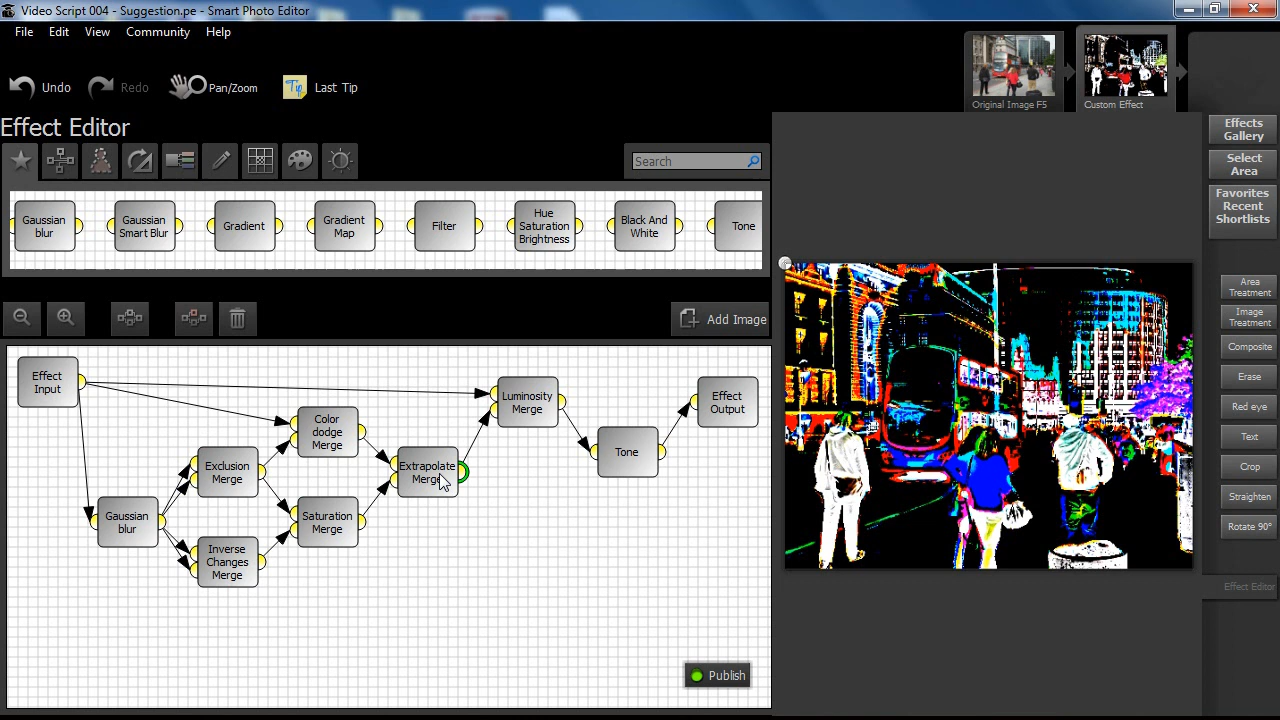 Video Script 004 - Suggestion.pe - Smart Photo Editor
File Edit View Community Help
Undo Redo Pan/Zoom Tip Last Tip
Original Image F5
Custom Effect
Effect Editor
Search
Gaussian
blur
Gaussian
Smart Blur
Gradient
Gradient
Map
Filter
Hue
Saturation
Brightness
Black And
White
Tone
Add Image
Effect
Input
Gaussian
blur
Exclusion
Merge
Inverse
Changes
Merge
Color
dodge
Merge
Saturation
Merge
Extrapolate
Merge
Luminosity
Merge
Tone
Effect
Output
Publish
Effects
Gallery
Select
Area
Favorites
Recent
Shortlists
Area
Treatment
Image
Treatment
Composite
Erase
Red eye
Text
Crop
Straighten
Rotate 90°
Effect Editor